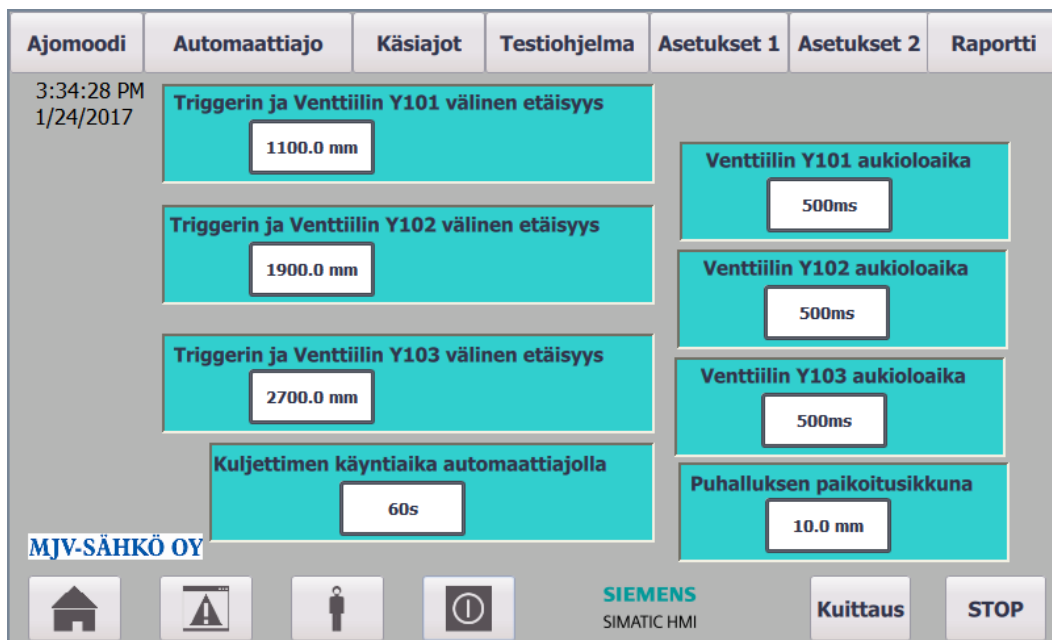 Ajomoodi
Automaattiajo
Käsiajot
Testiohjelma
Asetukset 1
Asetukset 2
Raportti
3:34:28 PM
1/24/2017
Triggerin ja Venttiilin Y101 välinen etäisyys
1100.0 mm
Triggerin ja Venttiilin Y102 välinen etäisyys
1900.0 mm
Triggerin ja Venttiilin Y103 välinen etäisyys
2700.0 mm
Kuljettimen käyntiaika automaattiajolla
60s
Venttiilin Y101 aukioloaika
500ms
Venttiilin Y102 aukioloaika
500ms
Venttiilin Y103 aukioloaika
500ms
Puhalluksen paikoitusikkuna
10.0 mm
MJV-SÄHKÖ OY
SIEMENS
SIMATIC HMI
Kuittaus
STOP